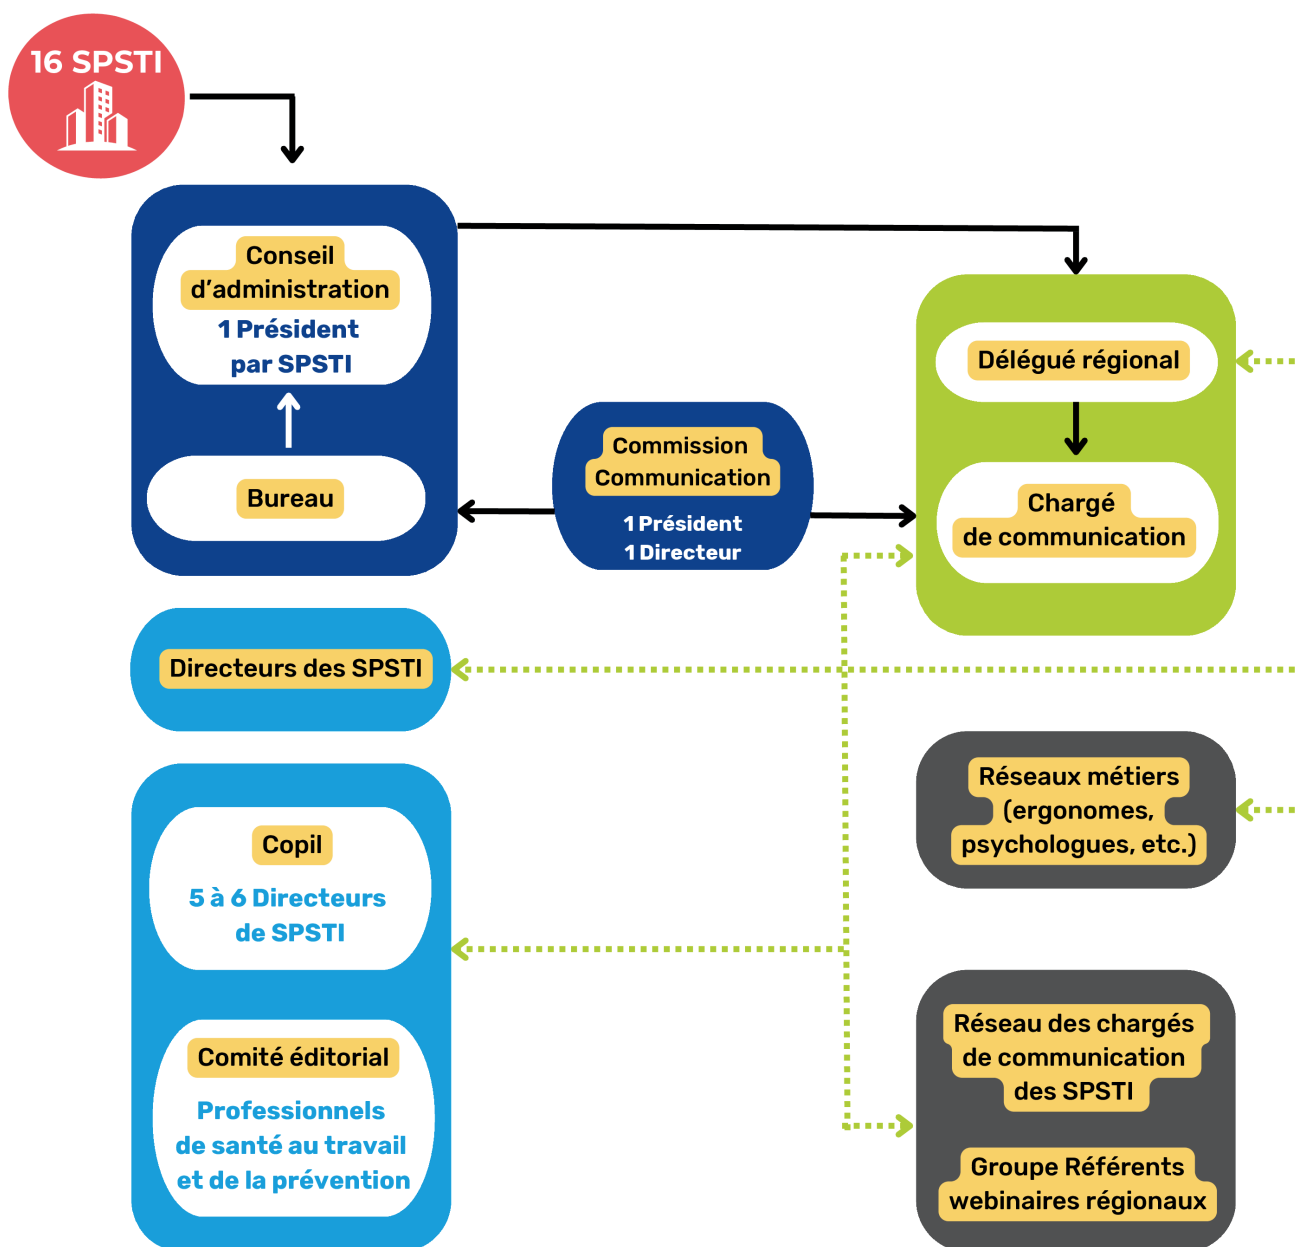 16 SPSTI
Conseil
d’administration
1 Président
par SPSTI
Bureau
Commission
Communication
1 Président
1 Directeur
Délégué régional
Chargé
de communication
Directeurs des SPSTI
Copil
5 à 6 Directeurs
de SPSTI
Comité éditorial
Professionnels
de santé au travail
et de la prévention
Réseaux métiers
(ergonomes,
psychologues, etc.)
Réseau des chargés
de communication
des SPSTI
Groupe Référents
webinaires régionaux